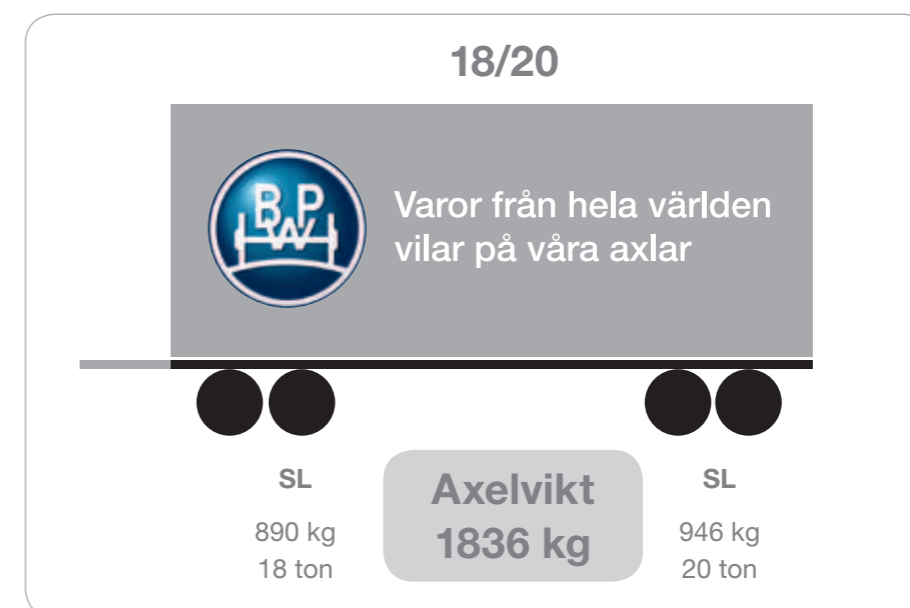 18/20
BPW
Varor från hela världen
vilar på våra axlar
SL
890 kg
18 ton
Axelvikt
1836 kg
SL
946 kg
20 ton